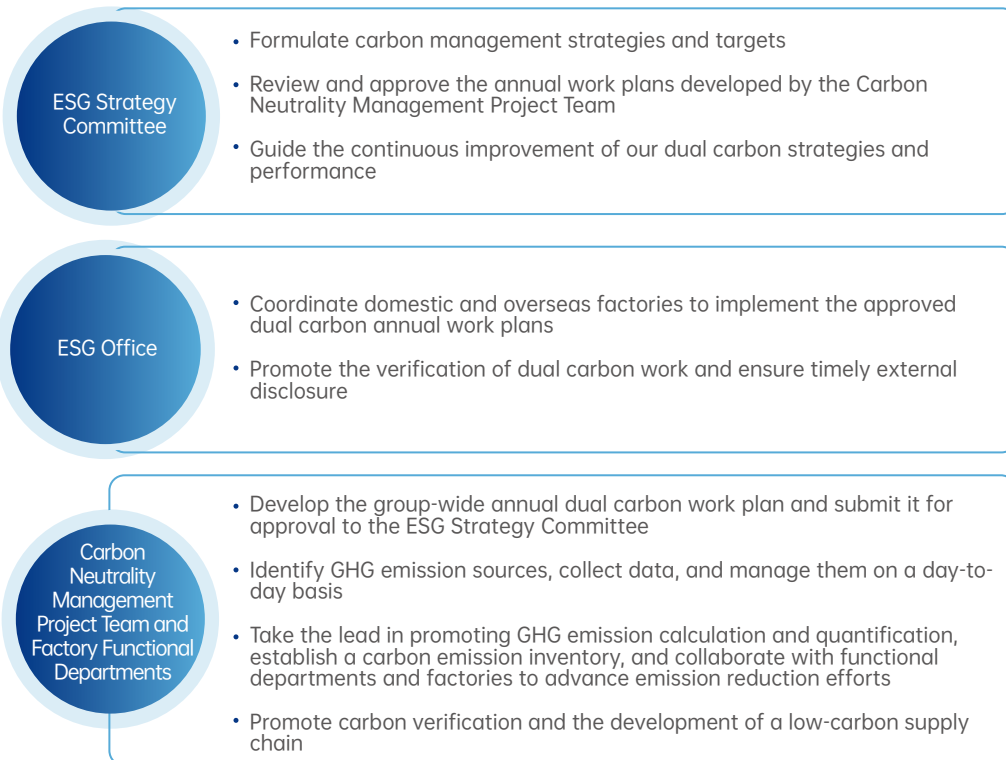 ESG Strategy
Committee
• Formulate carbon management strategies and targets
• Review and approve the annual work plans developed by the Carbon
Neutrality Management Project Team
• Guide the continuous improvement of our dual carbon strategies and
performance
ESG Office
• Coordinate domestic and overseas factories to implement the approved
dual carbon annual work plans
• Promote the verification of dual carbon work and ensure timely external
disclosure
Carbon
Neutrality
Management
Project Team and
Factory Functional
Departments
• Develop the group-wide annual dual carbon work plan and submit it for
approval to the ESG Strategy Committee
• Identify GHG emission sources, collect data, and manage them on a day-to-
day basis
• Take the lead in promoting GHG emission calculation and quantification,
establish a carbon emission inventory, and collaborate with functional
departments and factories to advance emission reduction efforts
• Promote carbon verification and the development of a low-carbon supply
chain